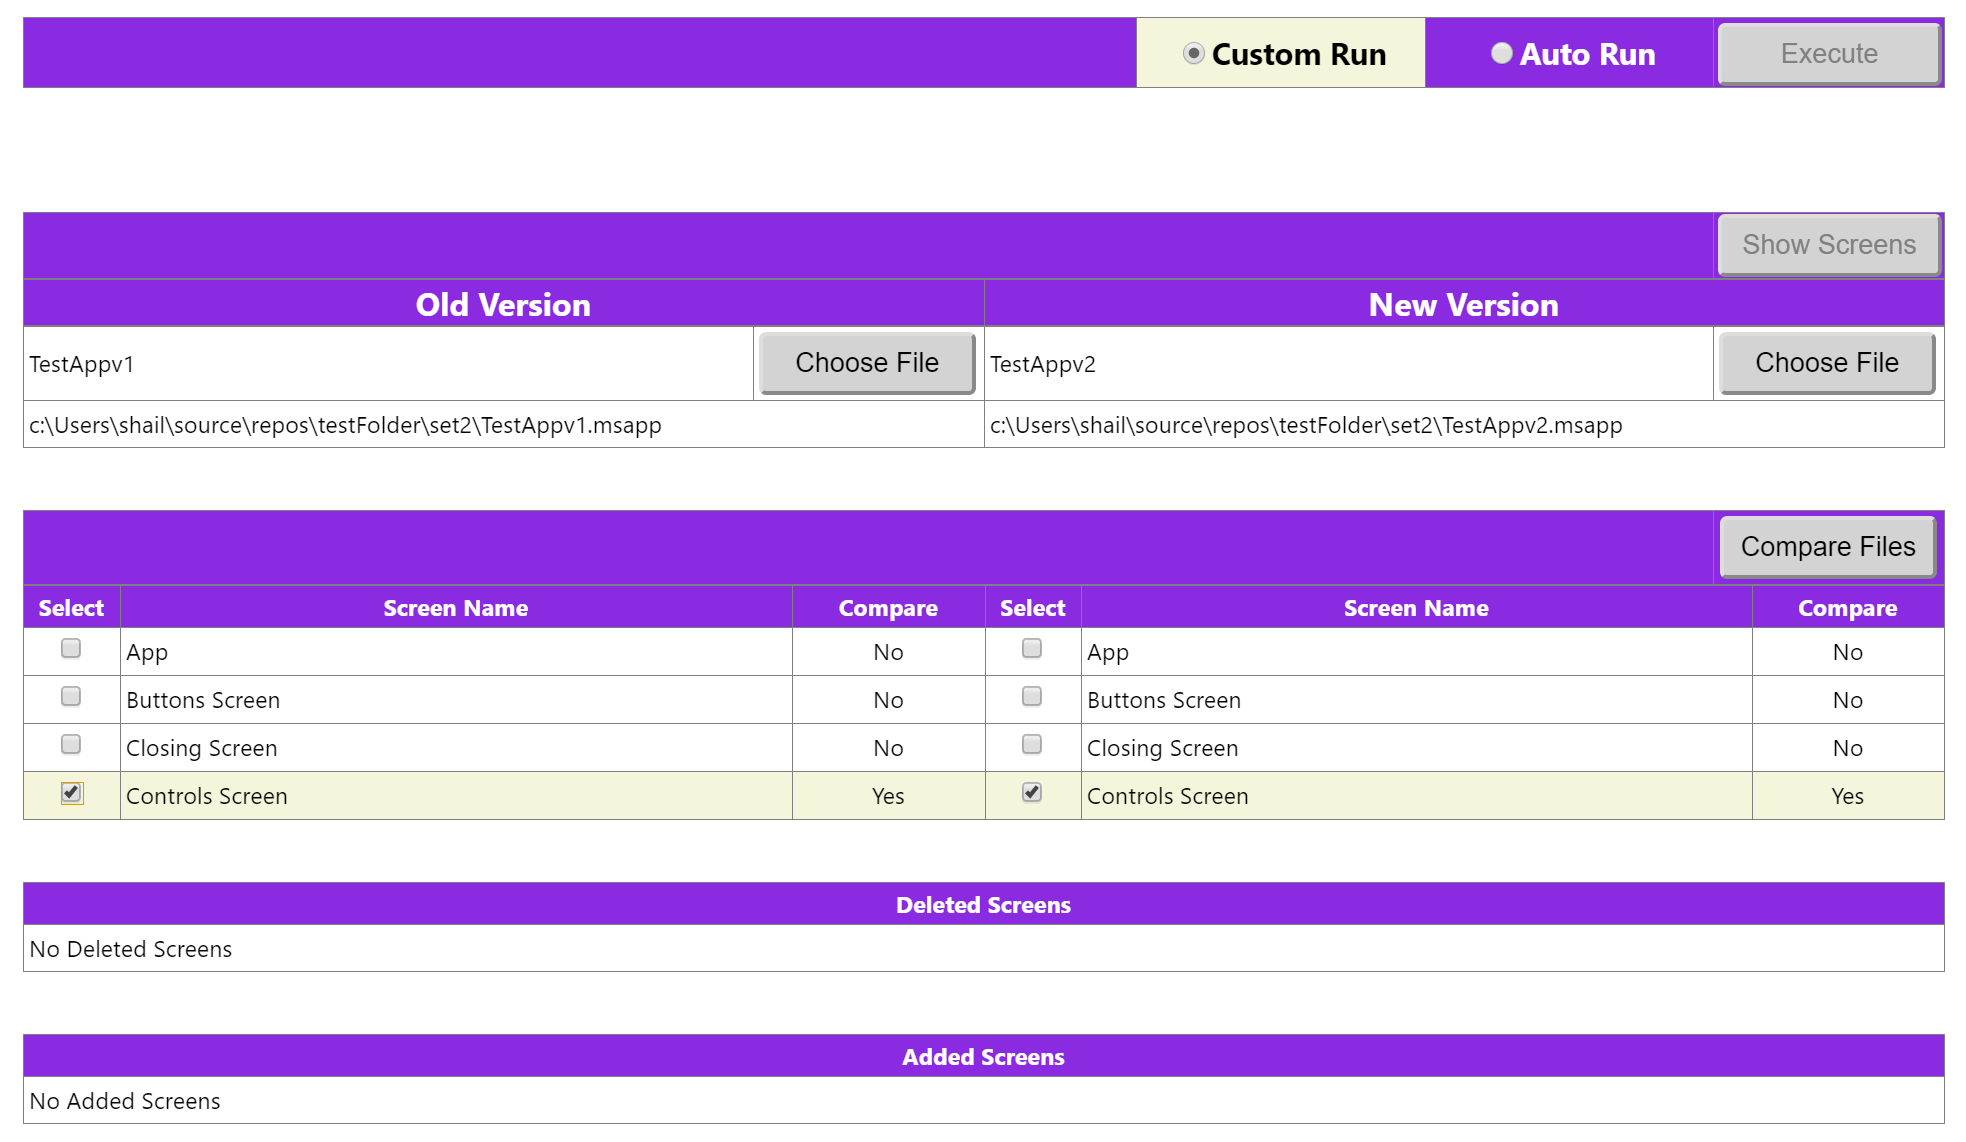 Custom Run Auto Run Execute
Show Screens
Old Version New Version
TestAppv1 Choose File TestAppv2 Choose File
c:\Users\shail\source\repos\testFolder\set2\TestAppv1.msapp c:\Users\shail\source\repos\testFolder\set2\TestAppv2.msapp
Compare Files
Select Screen Name Compare Select Screen Name Compare
App No App No
Buttons Screen No Buttons Screen No
Closing Screen No Closing Screen No
Controls Screen Yes Controls Screen Yes
Deleted Screens
No Deleted Screens
Added Screens
No Added Screens